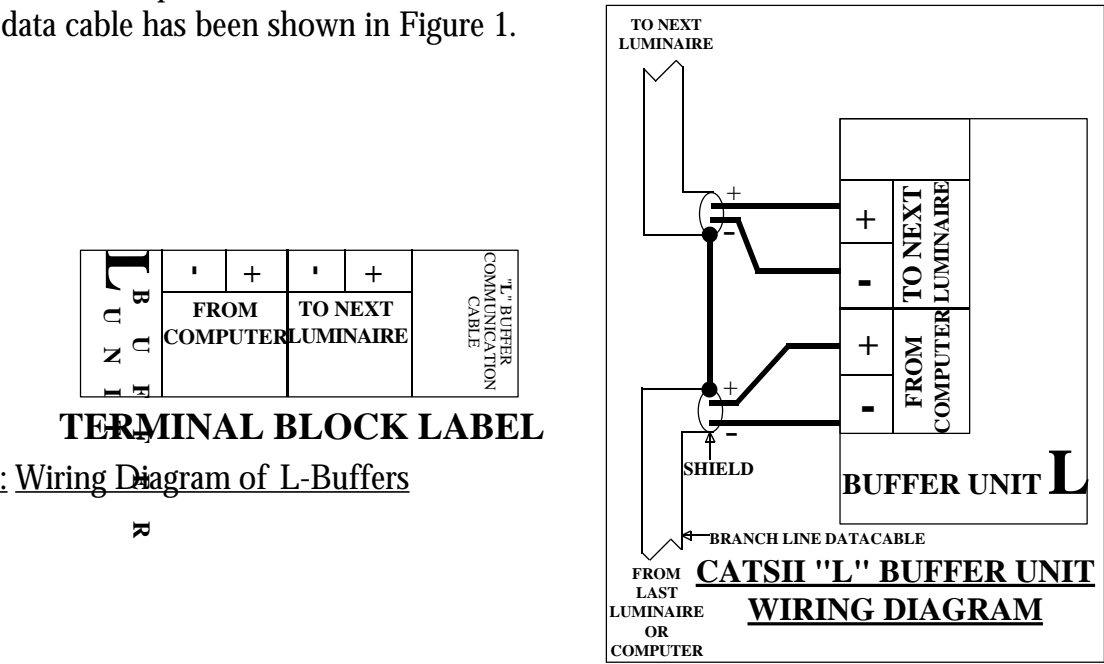 data cable has been shown in Figure 1.
L
BUFFER
UNIT
- + - +
FROM
COMPUTER
TO NEXT
LUMINAIRE
"L" BUFFER
COMMUNICATION
CABLE
TERMINAL BLOCK LABEL
: Wiring Diagram of L-Buffers
TO NEXT
LUMINAIRE
+
-
+
-
TO NEXT
LUMINAIRE
+
-
FROM
COMPUTER
+
-
SHIELD
BUFFER UNIT L
BRANCH LINE DATACABLE
FROM
LAST
LUMINAIRE
OR
COMPUTER
CATSII "L" BUFFER UNIT
WIRING DIAGRAM